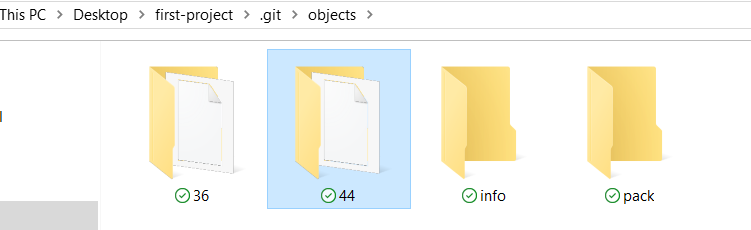 This PC > Desktop > first-project > .git > objects >
36
44
info
pack